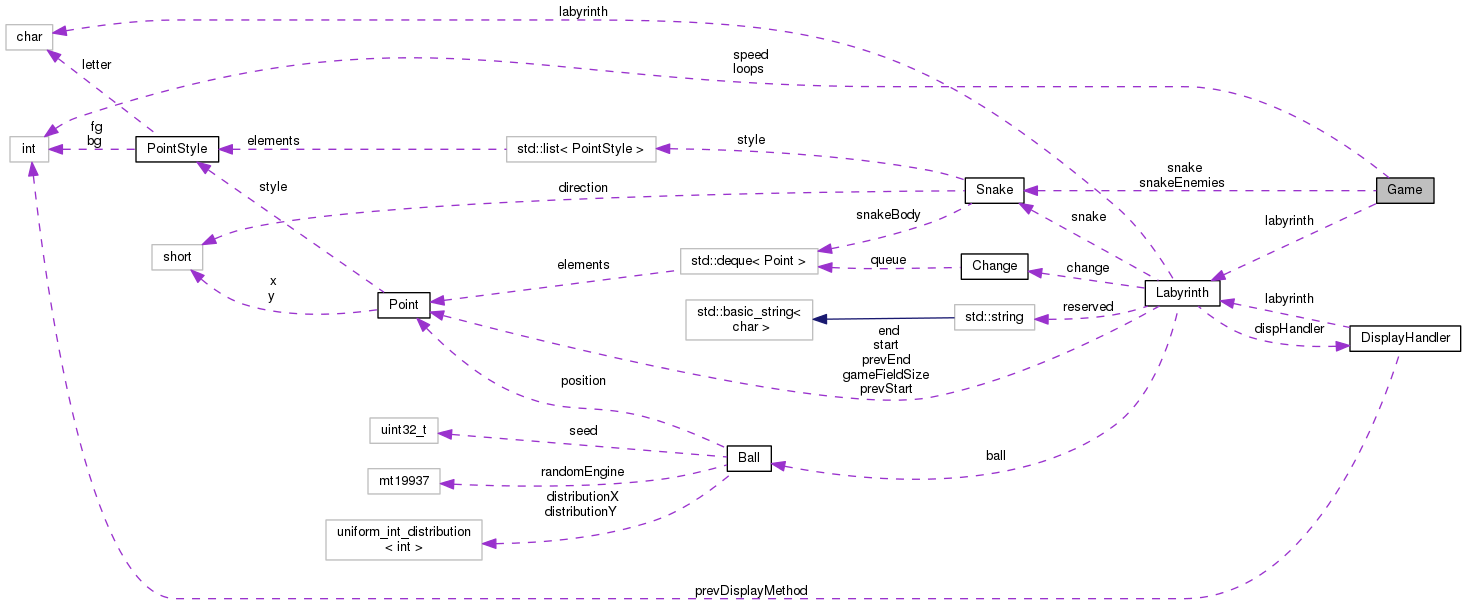 labyrinth
char
speed
loops
letter
fg
bg
int
PointStyle
elements
std::list< PointStyle >
style
snake
snakeEnemies
Game
style
direction
Snake
snakeBody
snake
labyrinth
short
std::deque< Point >
queue
Change
change
elements
x
y
Point
Labyrinth
labyrinth
std::basic_string<
char >
std::string
reserved
dispHandler
DisplayHandler
end
start
prevEnd
gameFieldSize
prevStart
position
uint32_t
seed
Ball
ball
mt19937
randomEngine
distributionX
distributionY
uniform_int_distribution
< int >
prevDisplayMethod